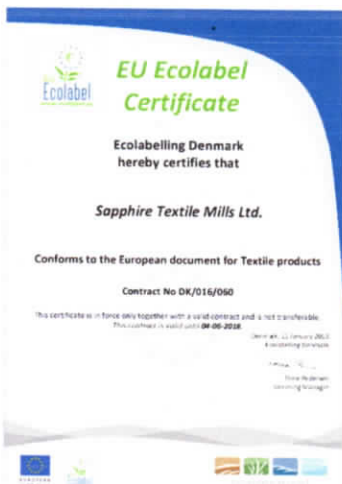 Ecolabel
EU Ecolabel
Certificate
Ecolabelling Denmark
hereby certifies that
Sapphire Textile Mills Ltd.
Conforms to the European document for Textile products
Contract No DK/016/060
This certificate is in force only together with a valid contract and is not transferable.
This contract is valid until 04-06-2018
Ecolabelling Denmark